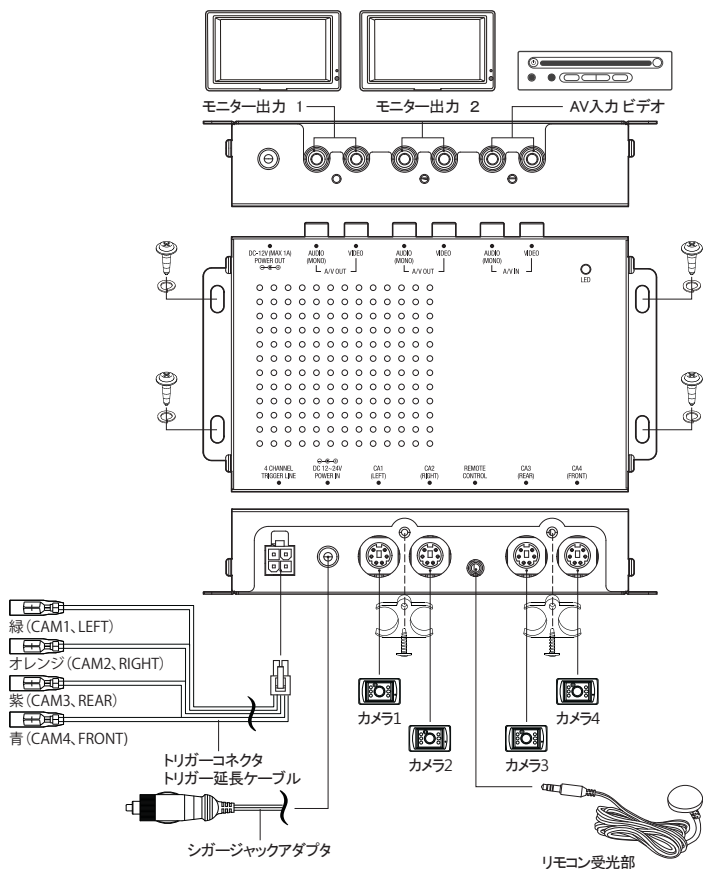 モニター出力 1
モニター出力 2
AV入力 ビデオ
DC-12V (MAX 1A)
POWER OUT
AUDIO
(MONO)
VIDEO
A/V OUT
AUDIO
(MONO)
VIDEO
A/V OUT
AUDIO
(MONO)
VIDEO
A/V IN
LED
4 CHANNEL
TRIGGER LINE
DC 12~24V
POWER IN
CA1
(LEFT)
CA2
(RIGHT)
REMOTE
CONTROL
CA3
(REAR)
CA4
(FRONT)
緑(CAM1、LEFT)
オレンジ(CAM2、RIGHT)
紫(CAM3、REAR)
青(CAM4、FRONT)
トリガーコネクタ
トリガー延長ケーブル
シガージャックアダプタ
カメラ1
カメラ2
カメラ3
カメラ4
リモコン受光部